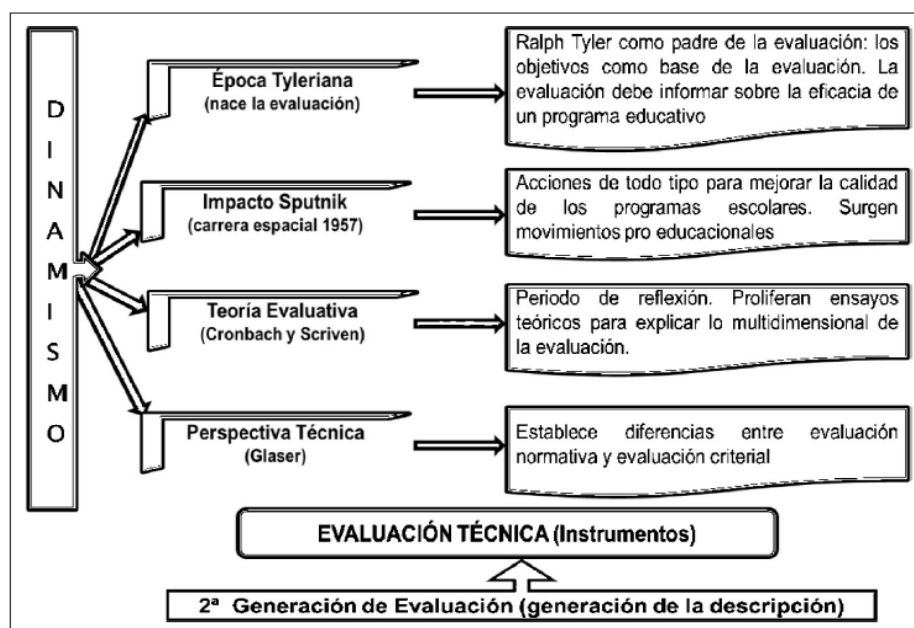 DINAMISMO
Época Tyleriana
(nace la evaluación)
Ralph Tyler como padre de la evaluación: los
objetivos como base de la evaluación. La
evaluación debe informar sobre la eficacia de
un programa educativo
Impacto Sputnik
(carrera espacial 1957)
Acciones de todo tipo para mejorar la calidad
de los programas escolares. Surgen
movimientos pro educacionales
Teoría Evaluativa
(Cronbach y Scriven)
Periodo de reflexión. Proliferan ensayos
teóricos para explicar lo multidimensional de
la evaluación.
Perspectiva Técnica
(Glaser)
Establece diferencias entre evaluación
normativa y evaluación criterial
EVALUACIÓN TÉCNICA (Instrumentos)
2ª Generación de Evaluación (generación de la descripción)